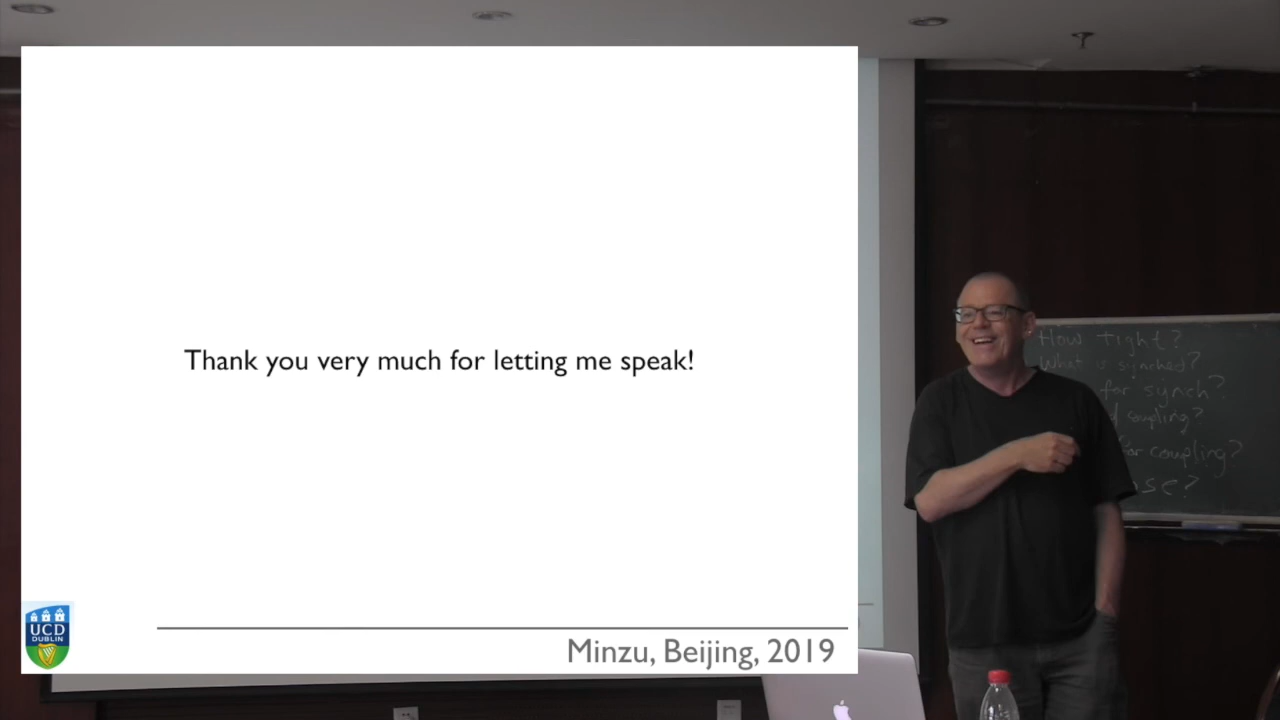 Thank you very much for letting me speak!
UCD
DUBLIN
Minzu, Beijing, 2019
How tight?
What is synched?
for synch?
coupling?
for coupling?